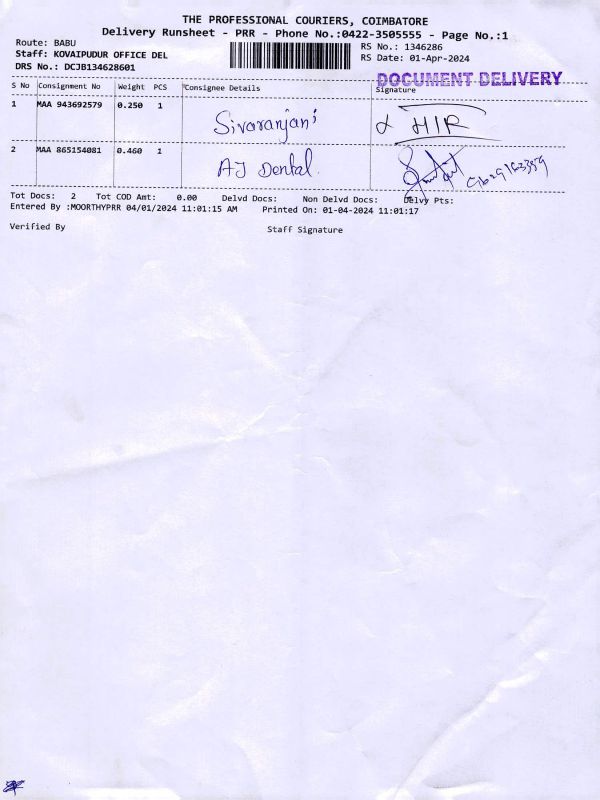 THE PROFESSIONAL COURIERS, COIMBATORE
Delivery Runsheet - PRR - Phone No.:0422-3505555 - Page No.:1
Route: BABU
Staff: KOVAIPUDUR OFFICE DEL
DRS No.: DCJB134628601
RS No.: 1346286
RS Date: 01-Apr-2024
DOCUMENT DELIVERY
S No Consignment No Weight PCS Consignee Details Signature
1 MAA 943692579 0.250 1 Sivaranjani
2 MAA 865154081 0.460 1 AJ Dental.
Tot Docs: 2 Tot COD Amt: 0.00 Delvd Docs: Non Delvd Docs: Delvy Pts:
Entered By :MOORTHYPRR 04/01/2024 11:01:15 AM Printed On: 01-04-2024 11:01:17
Verified By Staff Signature